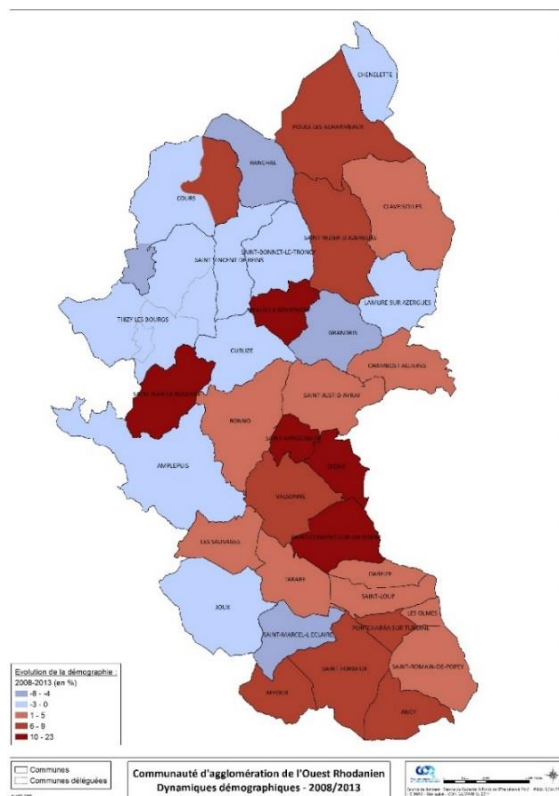 CHENELETTE
POULE-LES-ECHARMEAUX
RANCHAL
CLAVEISOLLES
COURS
SAINT-NIZIER-D'AZERGUES
SAINT-BONNET-LE-TRONCY
SAINT VINCENT DE REINS
LAMURE SUR AZERGUES
THIZY LES BOURGS
GRANDRIS
CUBLIZE
CHAMBOST ALLIERES
SAINT-JUST-D'AVRAY
RONNO
AMPLEPUIS
DIEME
VALSONNE
LES SAUVAGES
DAREIZE
TARARE
SAINT-LOUP
JOUX
LES OLMES
PONTCHARRA SUR TURDINE
SAINT-MARCEL-L'ECLAIRE
SAINT-FORGEUX
SAINT-ROMAIN-DE-POPEY
AFFOUX
ANCY
Evolution de la démographie :
2008-2013 (en %)
-8 - -4
-3 - 0
1 - 5
6 - 9
10 - 23
Communes
Communes déléguées
Communauté d'agglomération de l'Ouest Rhodanien
Dynamiques démographiques - 2008/2013